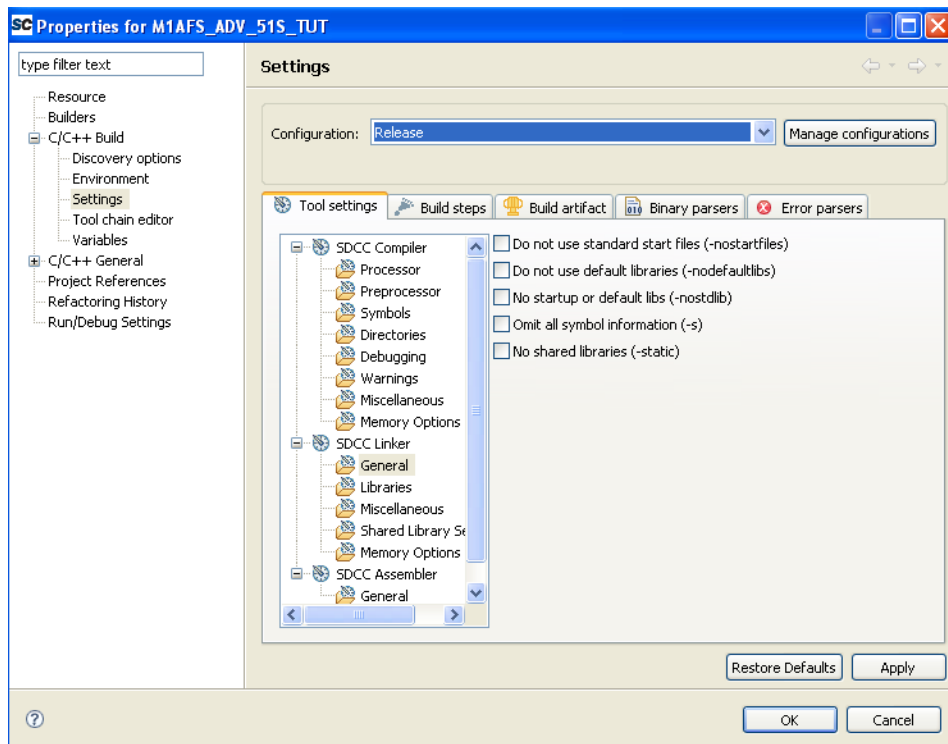 SC Properties for M1AFS_ADV_51S_TUT
type filter text
Resource
Builders
C/C++ Build
Discovery options
Environment
Settings
Tool chain editor
Variables
C/C++ General
Project References
Refactoring History
Run/Debug Settings
Settings
Configuration: Release Manage configurations
Tool settings Build steps Build artifact 010 Binary parsers Error parsers
SDCC Compiler
Processor
Preprocessor
Symbols
Directories
Debugging
Warnings
Miscellaneous
Memory Options
SDCC Linker
General
Libraries
Miscellaneous
Shared Library Se
Memory Options
SDCC Assembler
General
Do not use standard start files (-nostartfiles)
Do not use default libraries (-nodefaultlibs)
No startup or default libs (-nostdlib)
Omit all symbol information (-s)
No shared libraries (-static)
Restore Defaults Apply
? OK Cancel